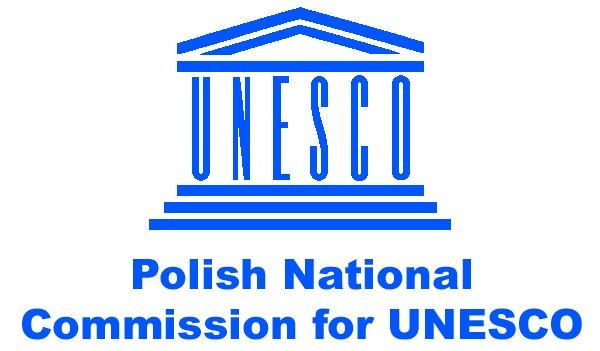 UNESCO
Polish National
Commission for UNESCO